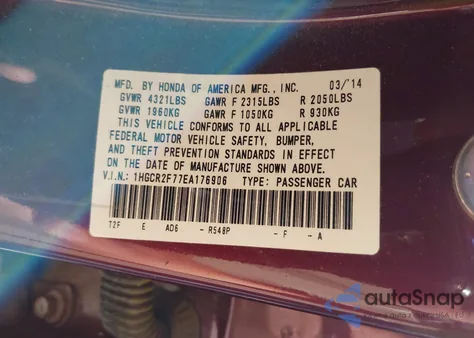 MFD. BY HONDA OF AMERICA MFG., INC. 03/'14
GVWR 4321LBS GAWR F 2315LBS R 2050LBS
GVWR 1960KG GAWR F 1050KG R 930KG
THIS VEHICLE CONFORMS TO ALL APPLICABLE
FEDERAL MOTOR VEHICLE SAFETY, BUMPER,
AND THEFT PREVENTION STANDARDS IN EFFECT
ON THE DATE OF MANUFACTURE SHOWN ABOVE.
V.I.N.: 1HGCR2F77EA176906 TYPE: PASSENGER CAR
T2F E AD6 - R548P - F - A
autoSnap